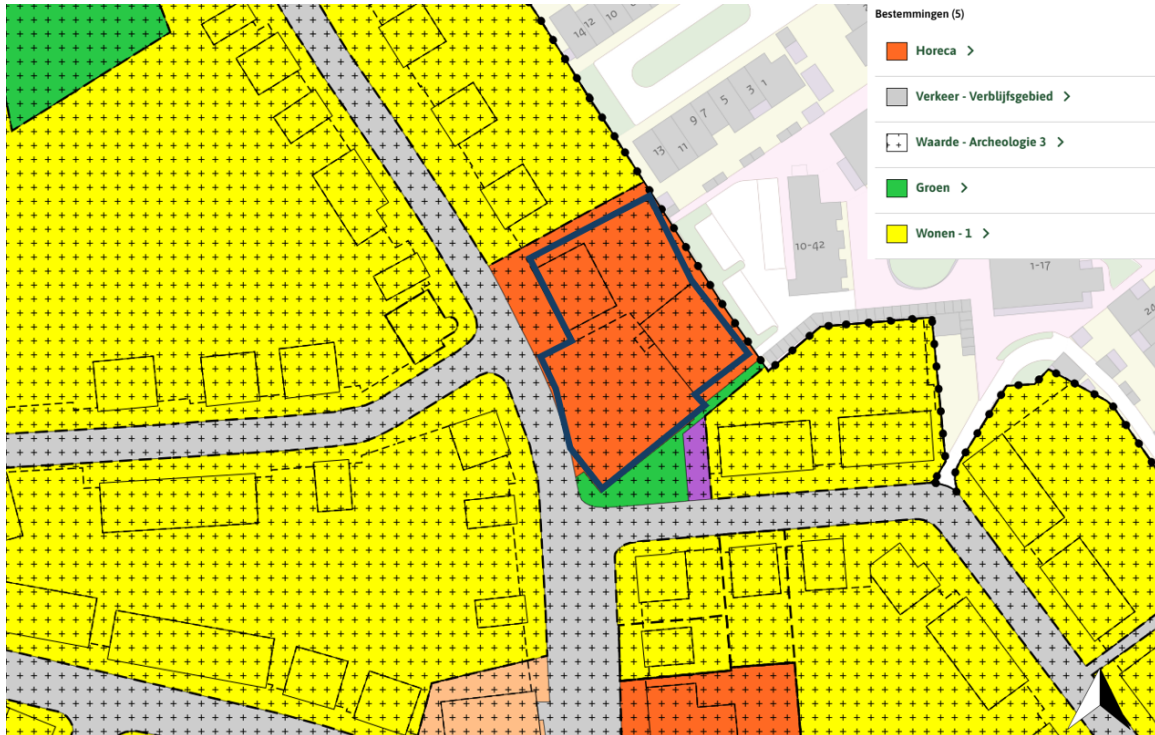 Bestemmingen (5)
Horeca >
Verkeer - Verblijfsgebied >
Waarde - Archeologie 3 >
Groen >
Wonen - 1 >
14 12 10
13 11 9 7 5 3 1
10-42
1-17